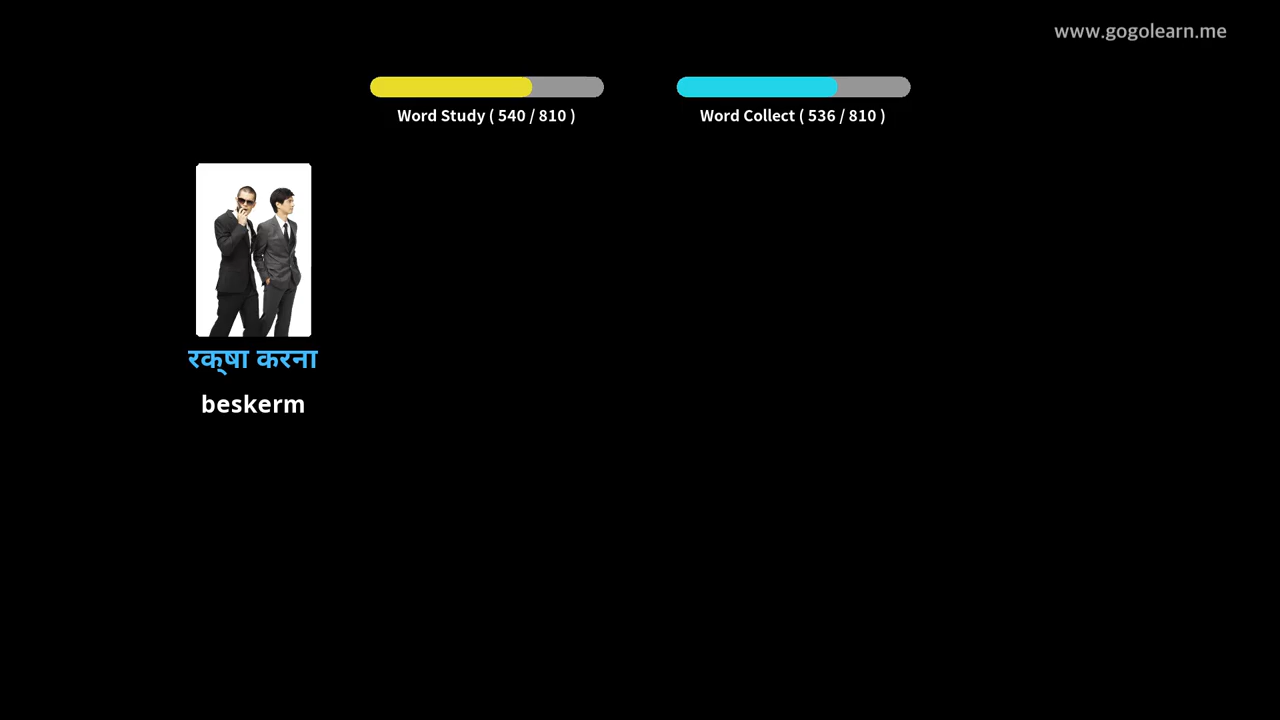 www.gogolearn.me
Word Study ( 540 / 810 )
Word Collect ( 536 / 810 )
रक्षा करना
beskerm